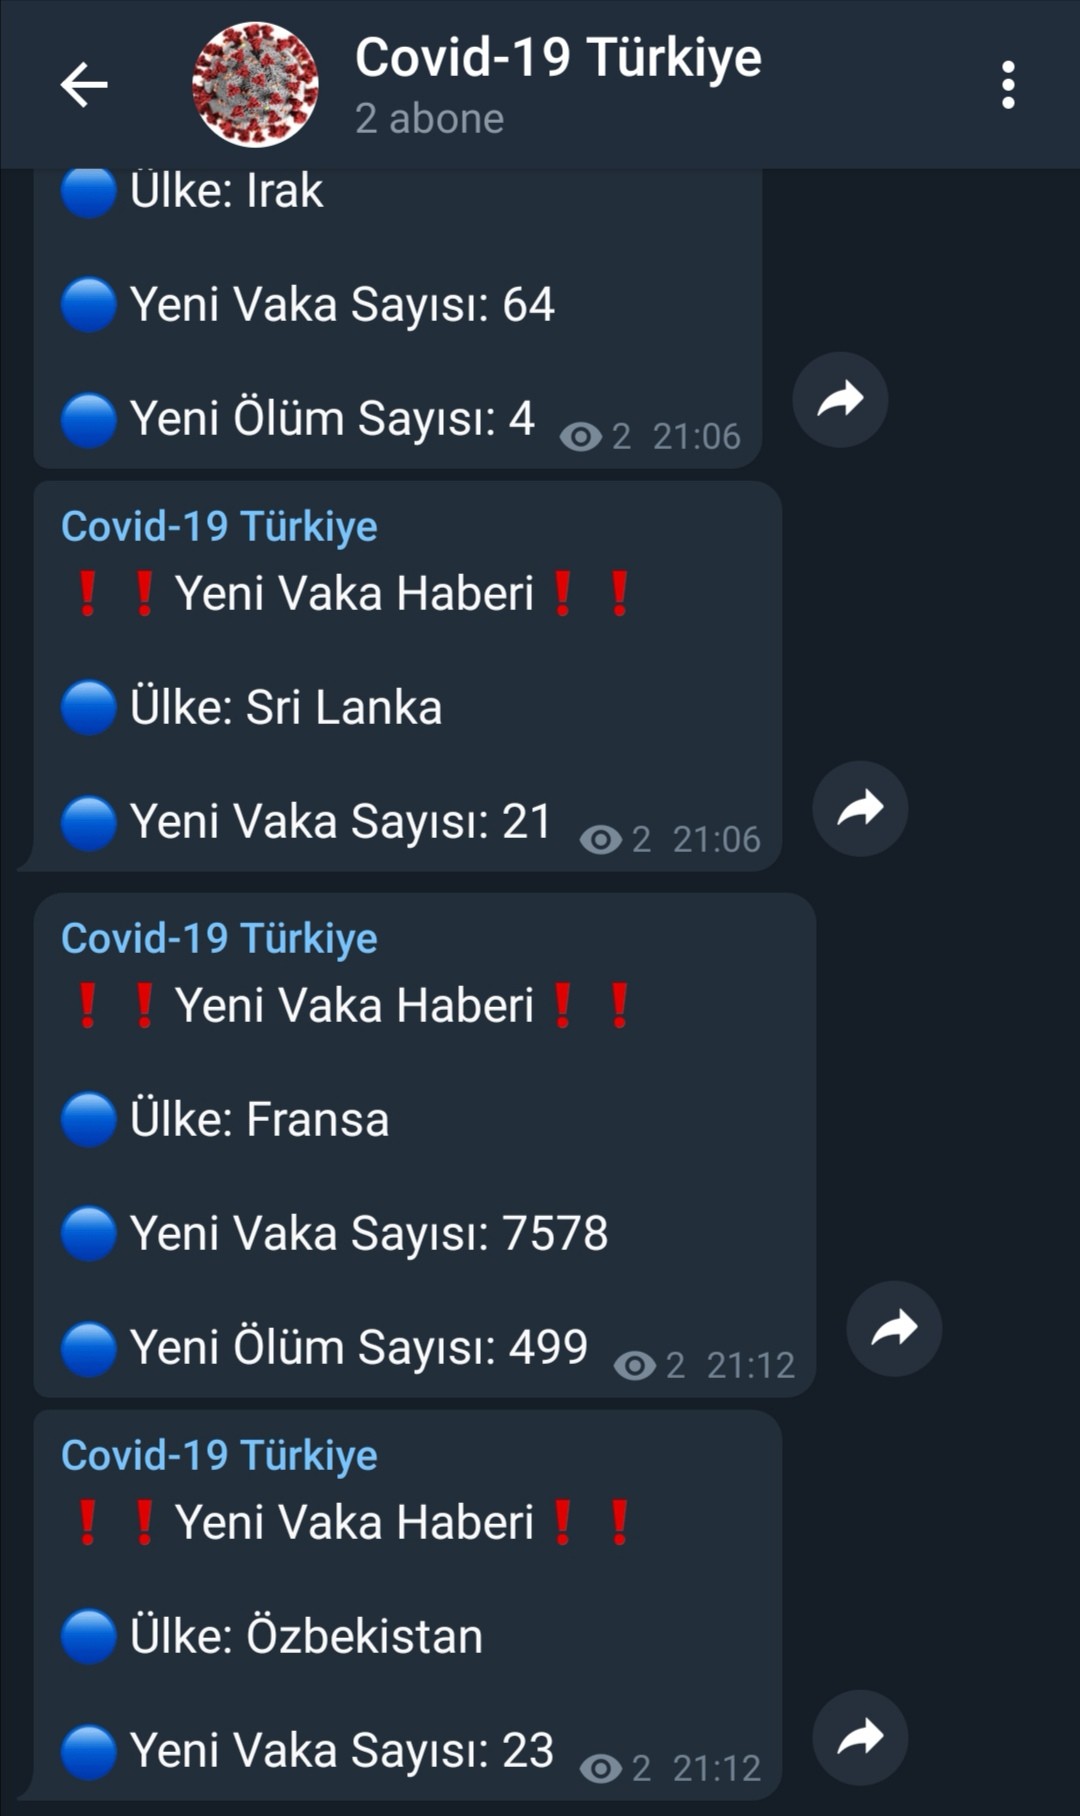 Covid-19 Türkiye
2 abone
Ülke: Irak
Yeni Vaka Sayısı: 64
Yeni Ölüm Sayısı: 4 2 21:06
Covid-19 Türkiye
❗❗Yeni Vaka Haberi❗❗
Ülke: Sri Lanka
Yeni Vaka Sayısı: 21 2 21:06
Covid-19 Türkiye
❗❗Yeni Vaka Haberi❗❗
Ülke: Fransa
Yeni Vaka Sayısı: 7578
Yeni Ölüm Sayısı: 499 2 21:12
Covid-19 Türkiye
❗❗Yeni Vaka Haberi❗❗
Ülke: Özbekistan
Yeni Vaka Sayısı: 23 2 21:12